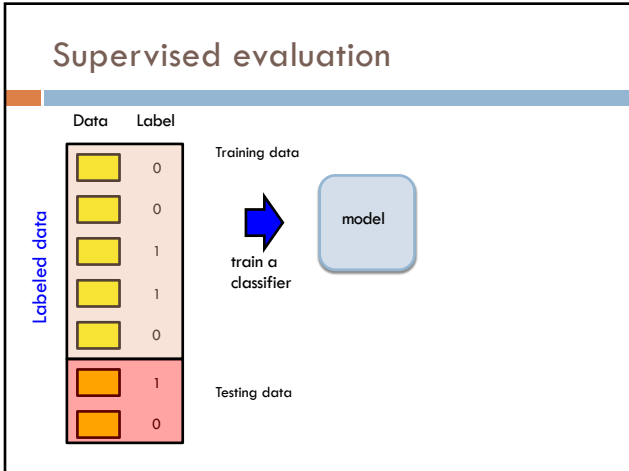 Supervised evaluation
Data Label
Labeled data
Training data
0
0
1
1
0
train a
classifier
model
1
0
Testing data